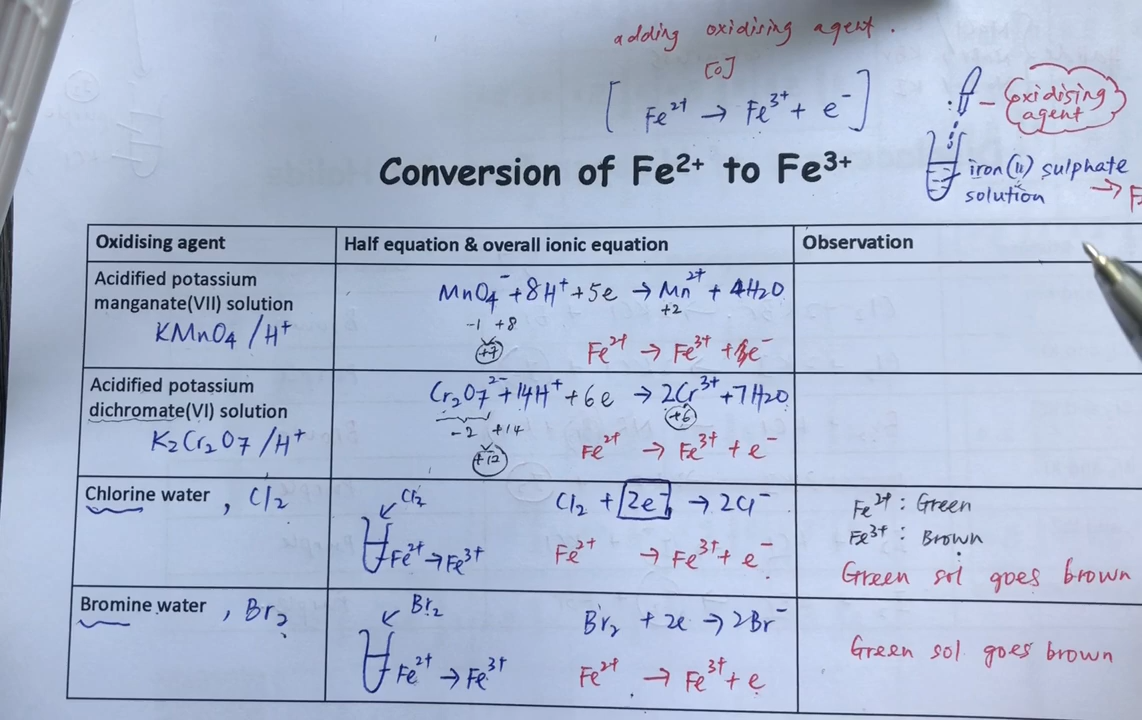 adding oxidising agent.
[O]
[ Fe²⁺ → Fe³⁺ + e⁻ ]
oxidising
agent
iron(II) sulphate
solution
→ F
Conversion of Fe²⁺ to Fe³⁺
Oxidising agent
Half equation & overall ionic equation
Observation
Acidified potassium
manganate(VII) solution
KMnO₄ / H⁺
MnO₄⁻ + 8H⁺ + 5e → Mn²⁺ + 4H₂O
-1 +8 +2
+7
Fe²⁺ → Fe³⁺ + e⁻
Acidified potassium
dichromate(VI) solution
K₂Cr₂O₇ / H⁺
Cr₂O₇²⁻ + 14H⁺ + 6e → 2Cr³⁺ + 7H₂O
-2 +14 +6
+12
Fe²⁺ → Fe³⁺ + e⁻
Chlorine water , Cl₂
Cl₂
Cl₂ + 2e⁻ → 2Cl⁻
Fe²⁺ → Fe³⁺
Fe²⁺ → Fe³⁺ + e⁻
Fe²⁺ : Green
Fe³⁺ : Brown
Green sol goes brown
Bromine water , Br₂
Br₂
Br₂ + 2e → 2Br⁻
Fe²⁺ → Fe³⁺
Fe²⁺ → Fe³⁺ + e
Green sol goes brown